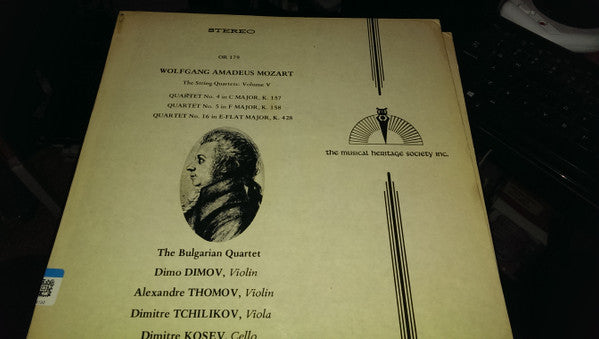 STEREO
OR 179
WOLFGANG AMADEUS MOZART
The String Quartets: Volume V
QUARTET No. 4 in C MAJOR, K. 157
QUARTET No. 5 in F MAJOR, K. 158
QUARTET No. 16 in E-FLAT MAJOR, K. 428
the musical heritage society inc.
The Bulgarian Quartet
Dimo DIMOV, Violin
Alexandre THOMOV, Violin
Dimitre TCHILIKOV, Viola
Dimitre KOSEV, Cello